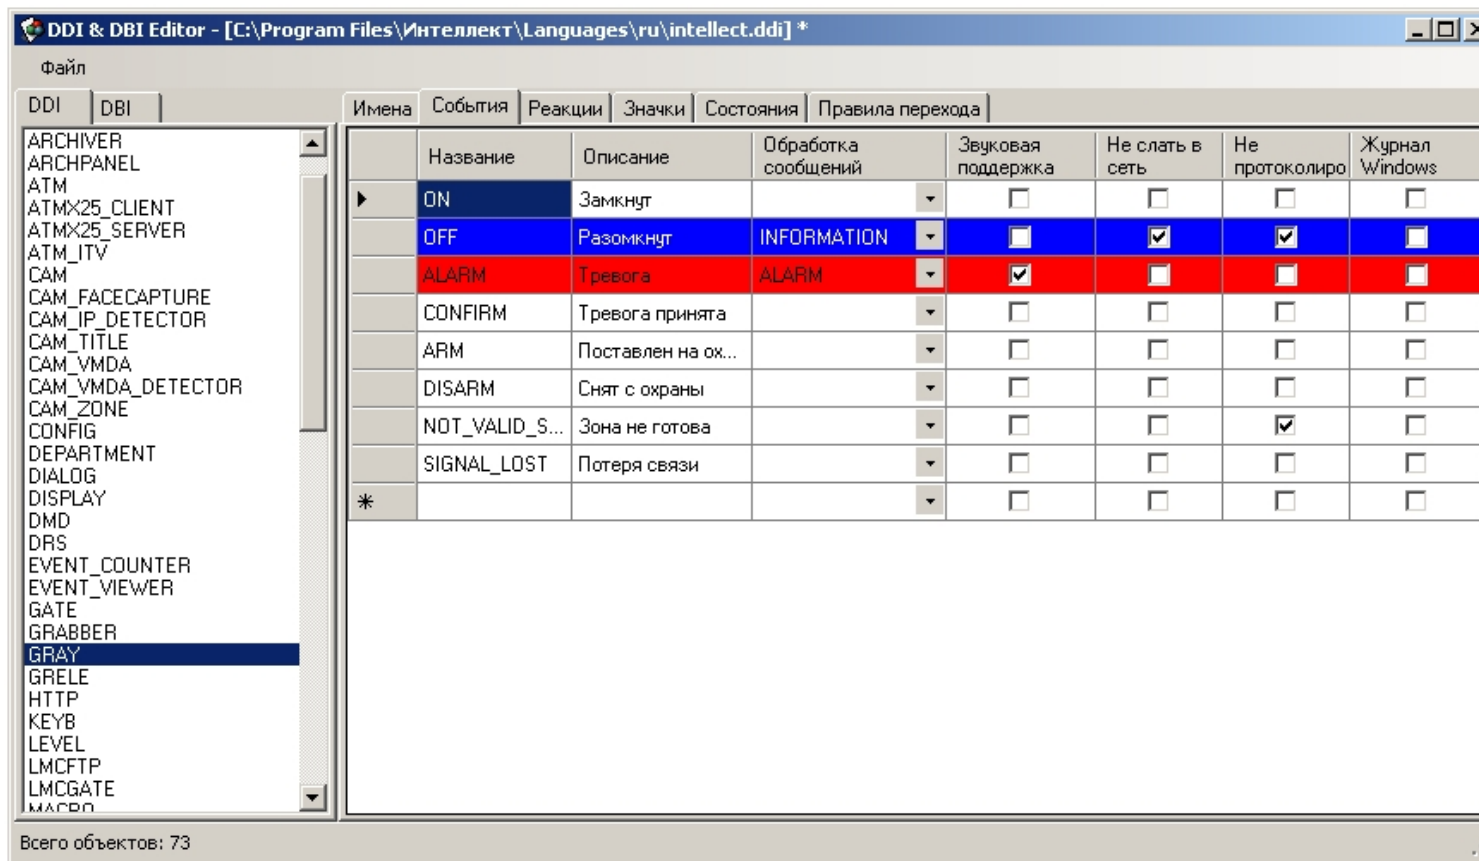 DDI & DBI Editor - [C:\Program Files\Интеллект\Languages\ru\intellect.ddi] *
Файл
DDI DBI
ARCHIVER
ARCHPANEL
ATM
ATMX25_CLIENT
ATMX25_SERVER
ATM_ITV
CAM
CAM_FACECAPTURE
CAM_IP_DETECTOR
CAM_TITLE
CAM_VMDA
CAM_VMDA_DETECTOR
CAM_ZONE
CONFIG
DEPARTMENT
DIALOG
DISPLAY
DMD
DRS
EVENT_COUNTER
EVENT_VIEWER
GATE
GRABBER
GRAY
GRELE
HTTP
KEYB
LEVEL
LMCFTP
LMCGATE
MACRO
Имена События Реакции Значки Состояния Правила перехода
Название Описание Обработка сообщений Звуковая поддержка Не слать в сеть Не протоколиро Журнал Windows
ON Замкнут
OFF Разомкнут INFORMATION
ALARM Тревога ALARM
CONFIRM Тревога принята
ARM Поставлен на ох...
DISARM Снят с охраны
NOT_VALID_S... Зона не готова
SIGNAL_LOST Потеря связи
Всего объектов: 73